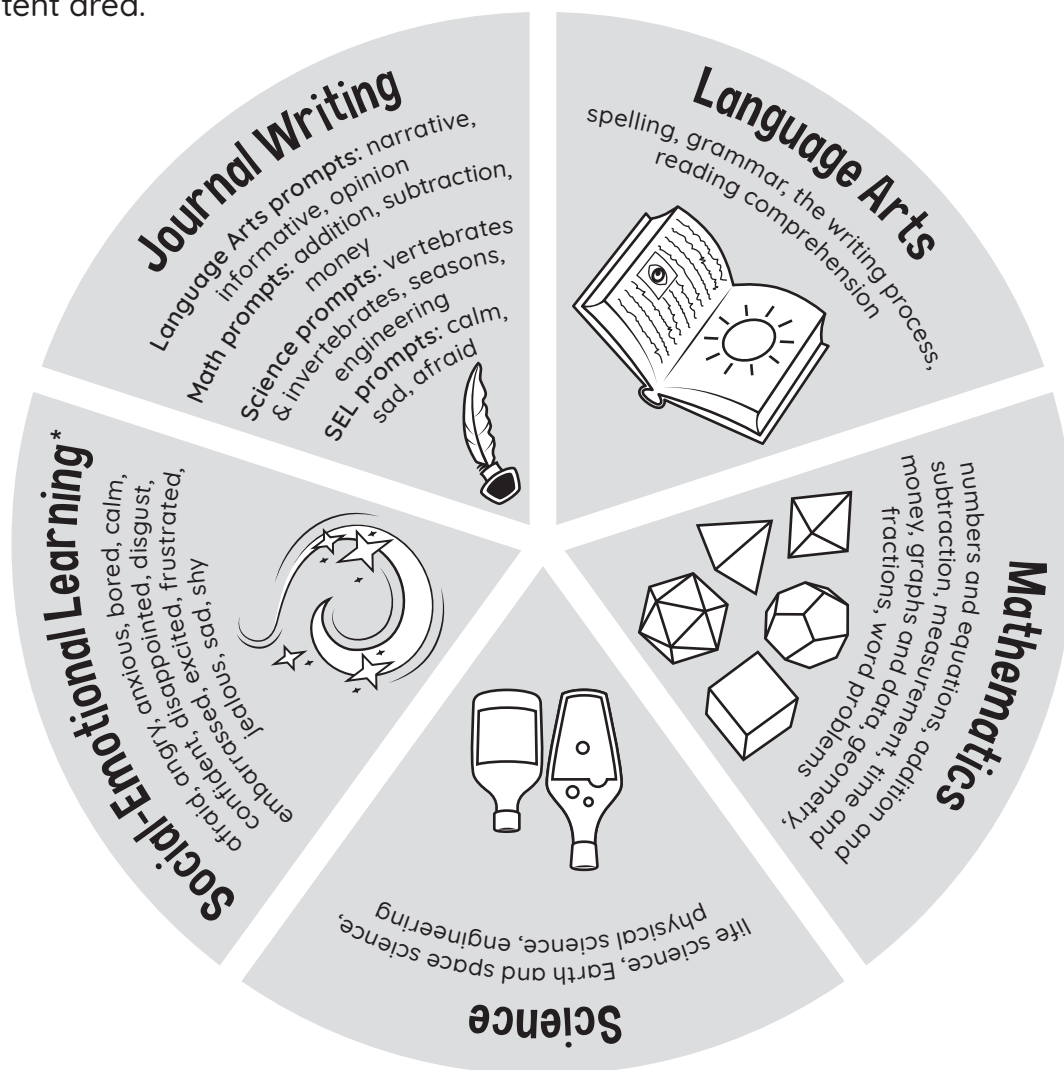 tent area.
Journal Writing
Language Arts prompts: narrative,
informative, opinion
Math prompts: addition, subtraction,
money
Science prompts: vertebrates
& invertebrates, seasons,
engineering
SEL prompts: calm,
sad, afraid
Language Arts
spelling, grammar, the writing process,
reading comprehension
Mathematics
numbers and equations, addition and
subtraction, measurement, time and
money, graphs and data, geometry,
fractions, word problems
Science
life science, Earth and space science,
physical science, engineering
Social-Emotional Learning*
afraid, angry, anxious, bored, calm,
confident, disappointed, disgust,
embarrassed, excited, frustrated,
jealous, sad, shy